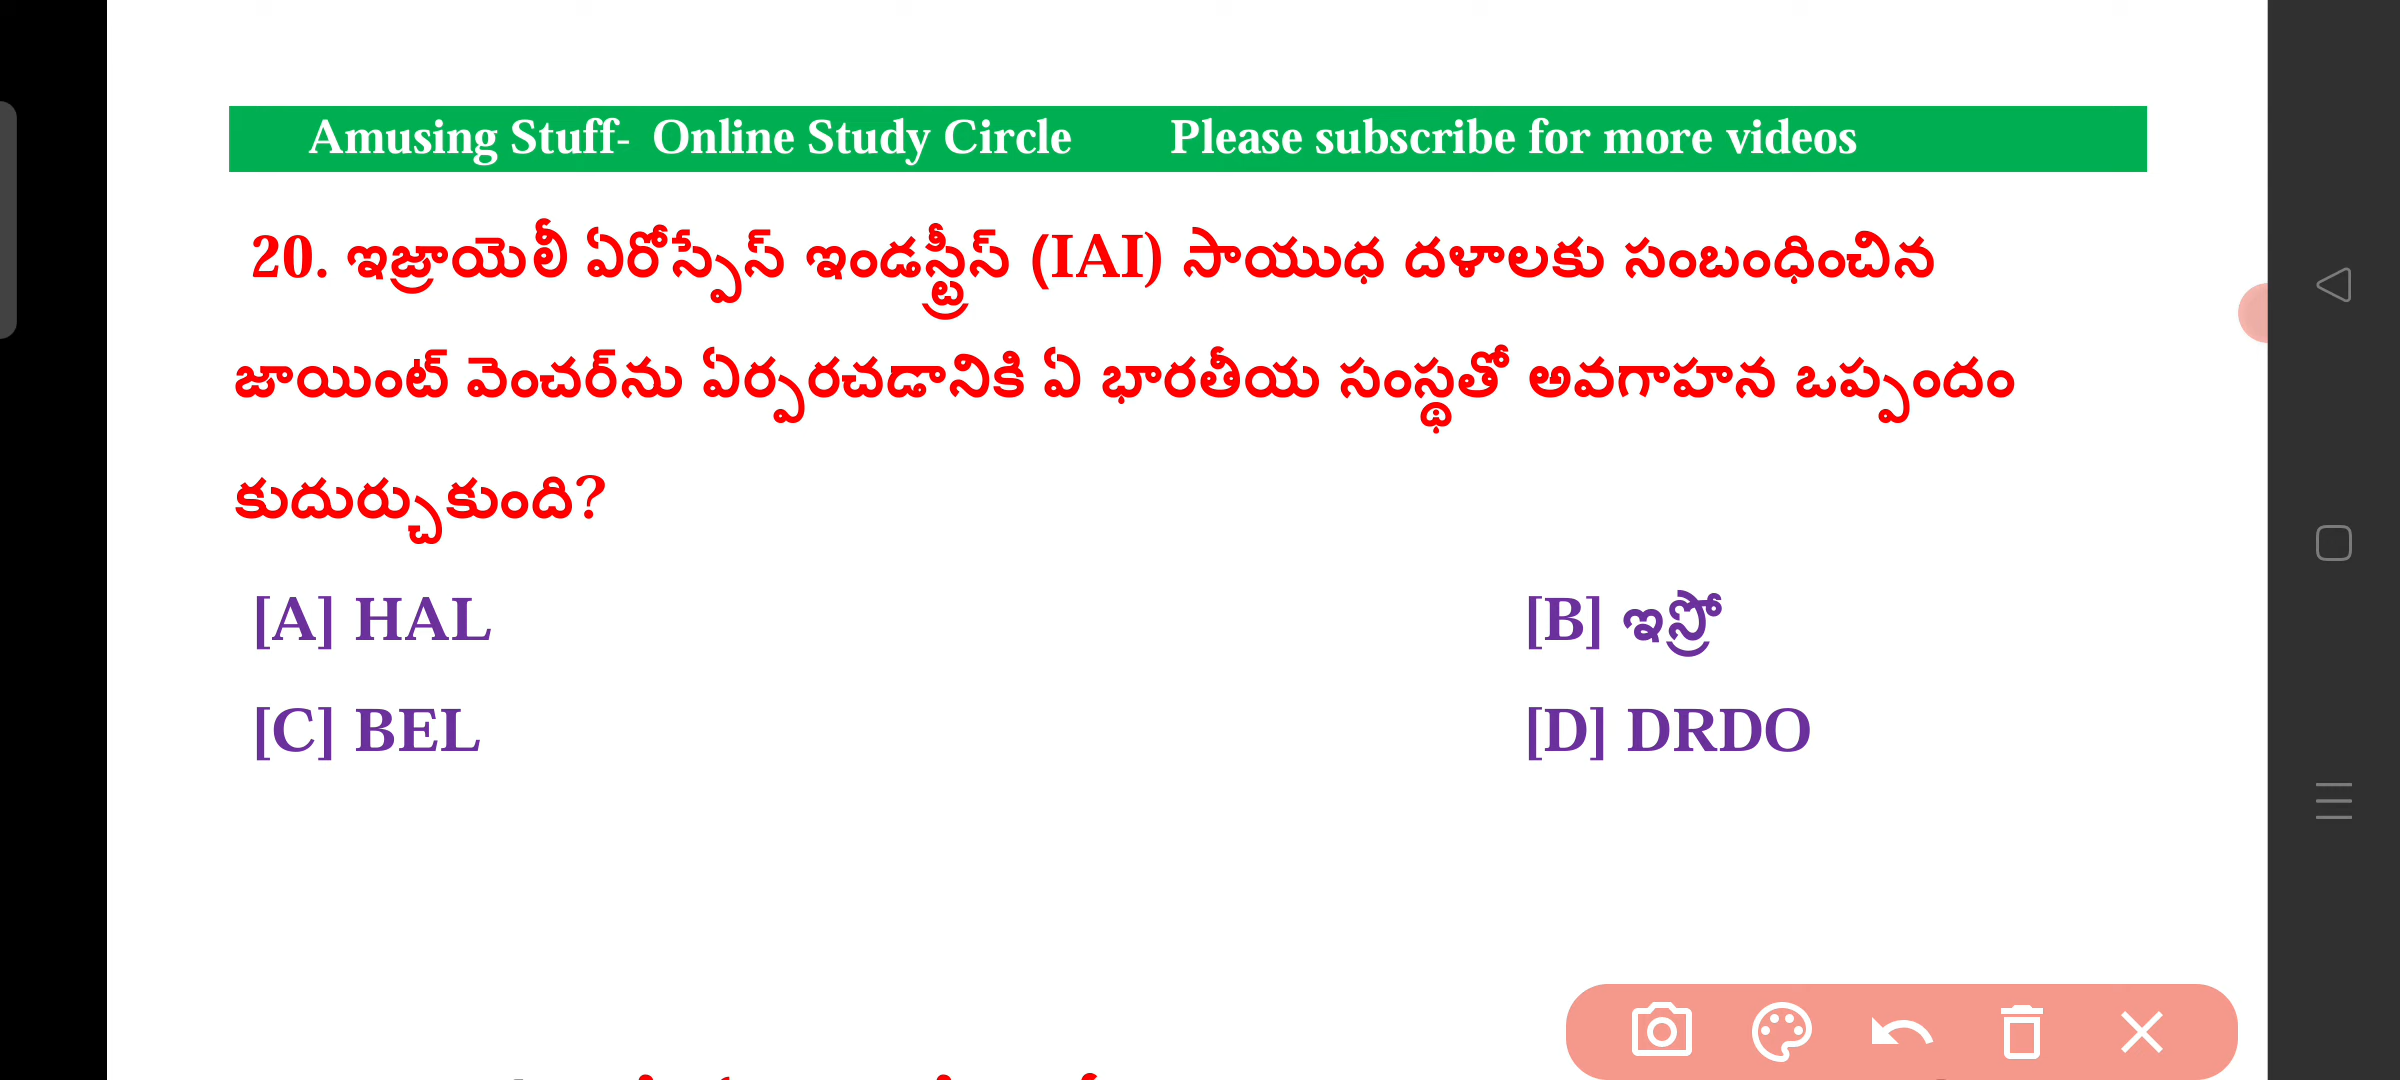 Amusing Stuff- Online Study Circle Please subscribe for more videos
20. ఇజ్రాయెలీ ఏరోస్పేస్ ఇండస్ట్రీస్ (IAI) సాయుధ దళాలకు సంబంధించిన
జాయింట్ వెంచర్‌ను ఏర్పరచడానికి ఏ భారతీయ సంస్థతో అవగాహన ఒప్పందం
కుదుర్చుకుంది?
[A] HAL [B] ఇస్రో
[C] BEL [D] DRDO